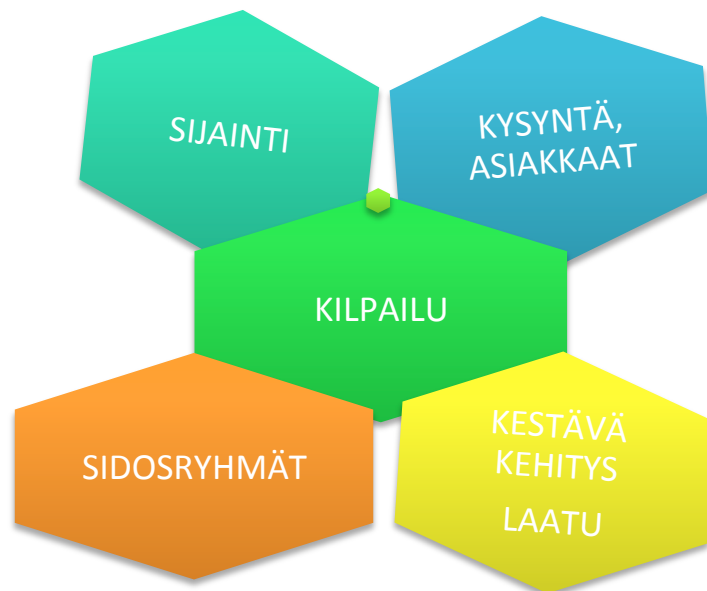 SIJAINTI
KYSYNTÄ,
ASIAKKAAT
KILPAILU
SIDOSRYHMÄT
KESTÄVÄ
KEHITYS
LAATU